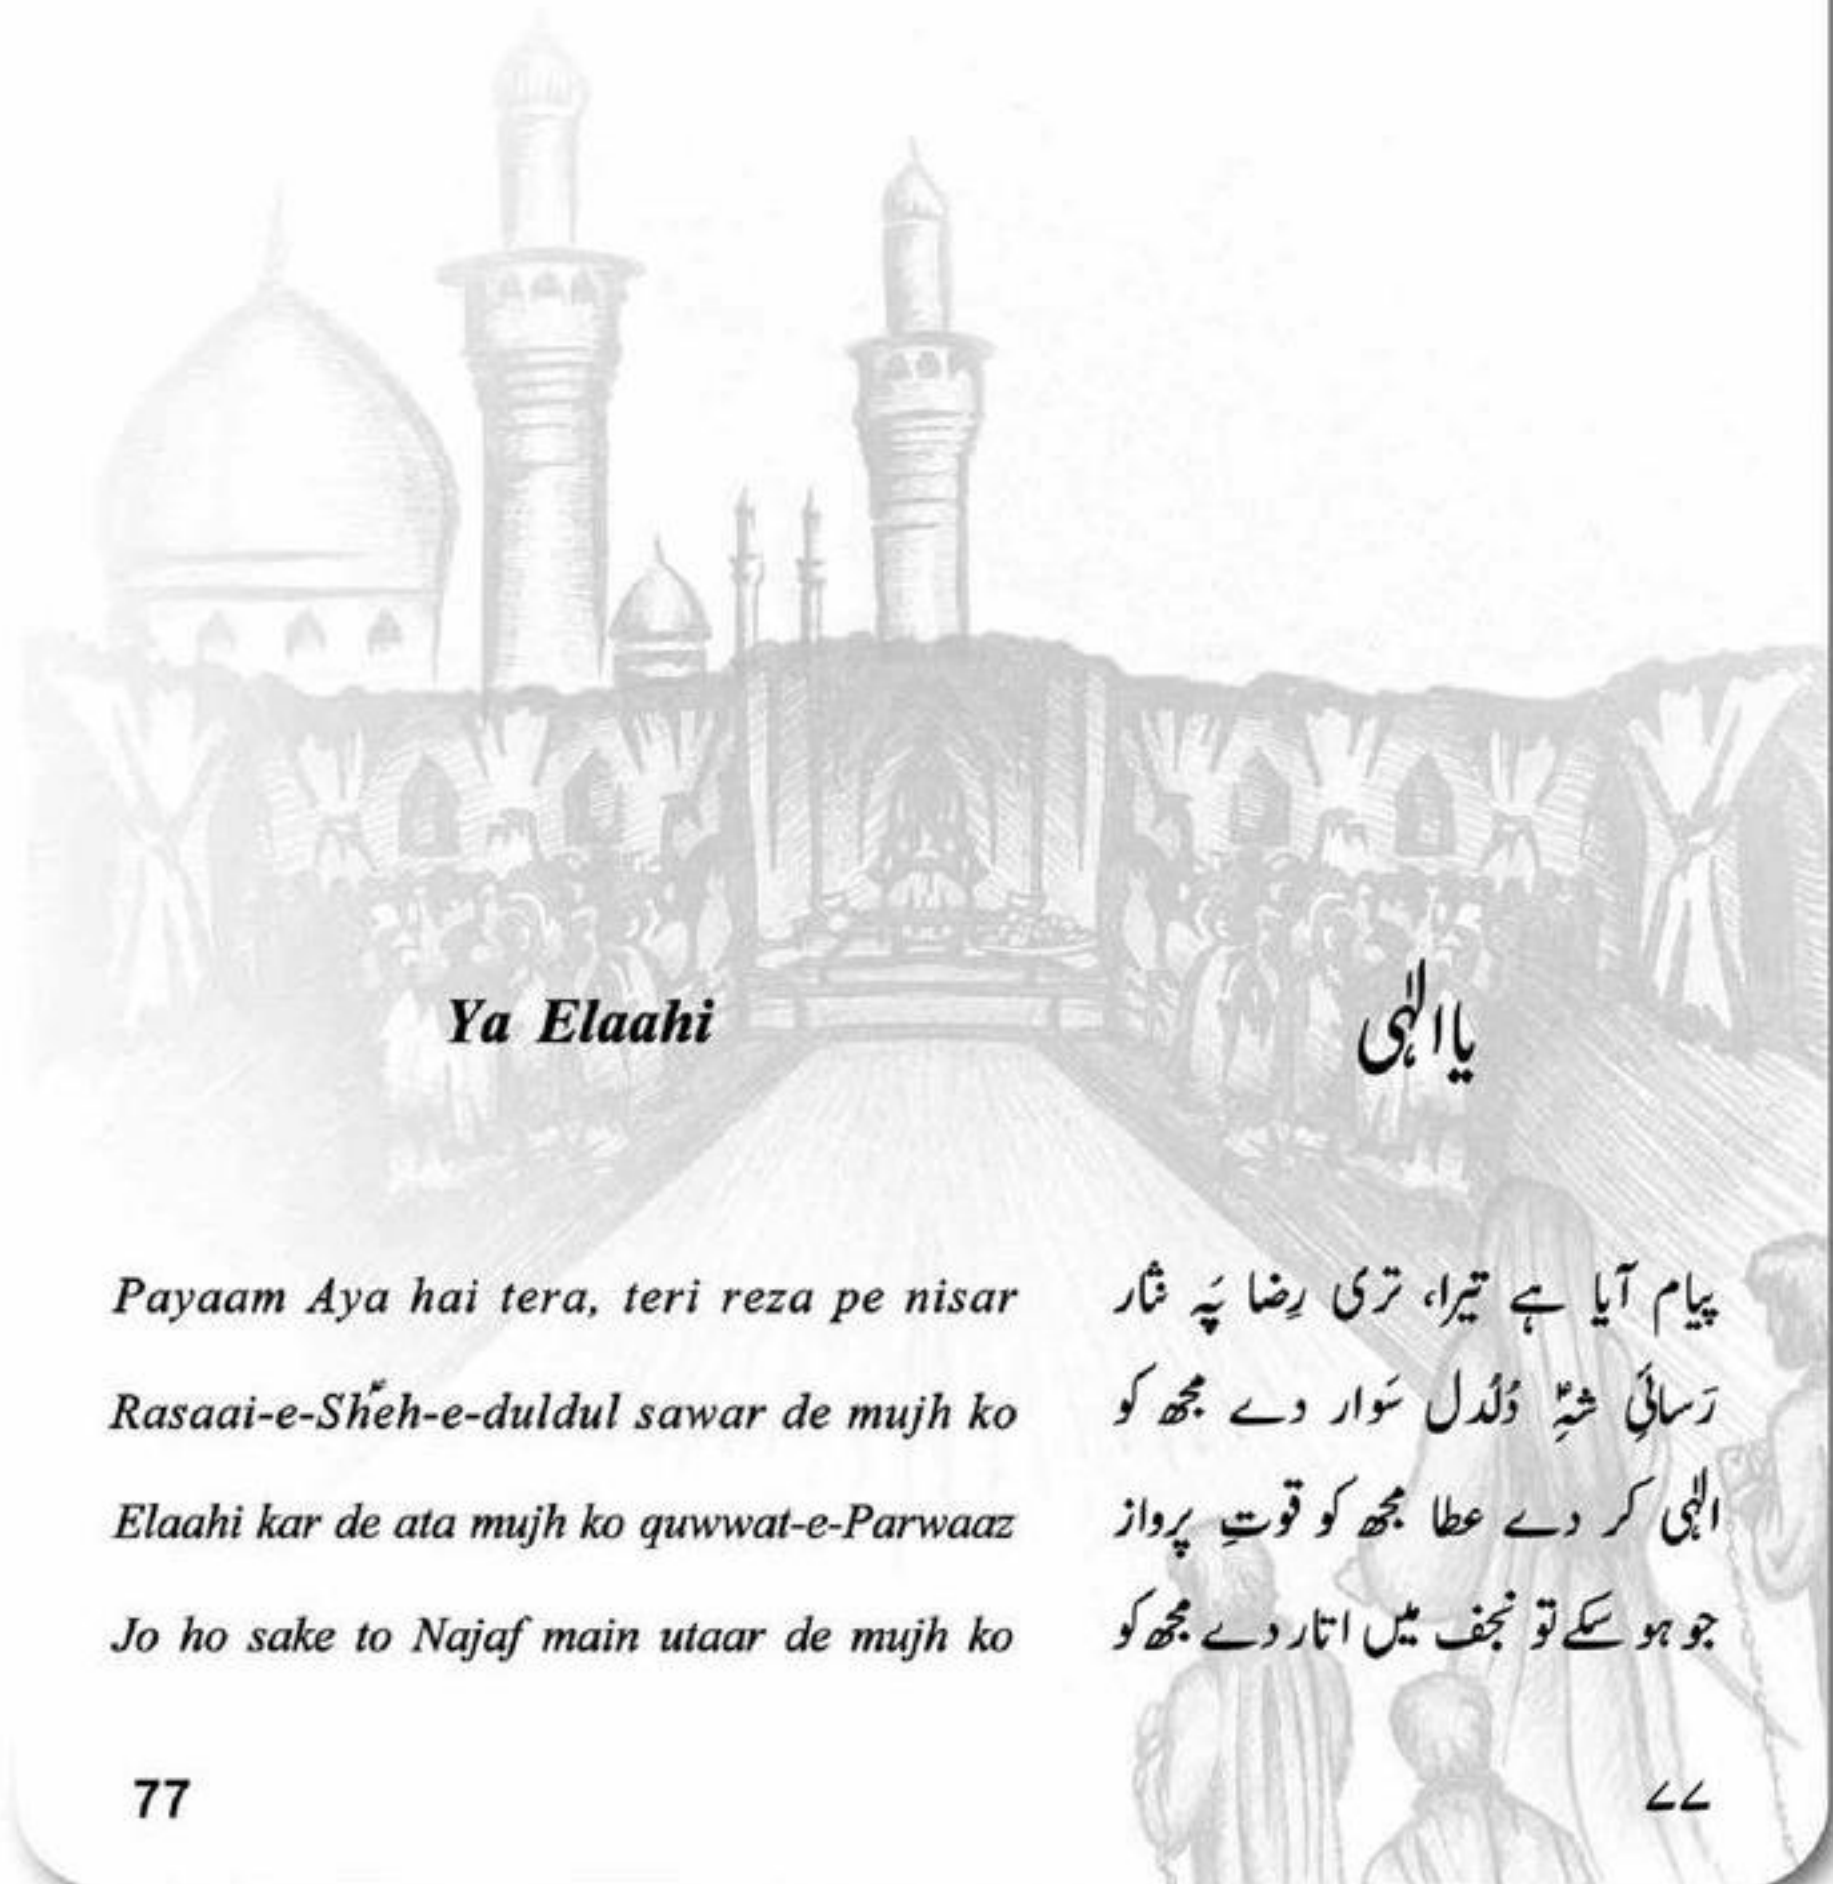 Ya Elaahi
یا الٰہی
Payaam Aya hai tera, teri reza pe nisar
پیام آیا ہے تیرا، تری رِضا پَہ نثار
Rasaai-e-Sheh-e-duldul sawar de mujh ko
رَسائیِ شہِؑ دُلدل سَوار دے مجھ کو
Elaahi kar de ata mujh ko quwwat-e-Parwaaz
الٰہی کر دے عطا مجھ کو قوتِ پرواز
Jo ho sake to Najaf main utaar de mujh ko
جو ہو سکے تو نجف میں اتار دے مجھ کو
77
۷۷